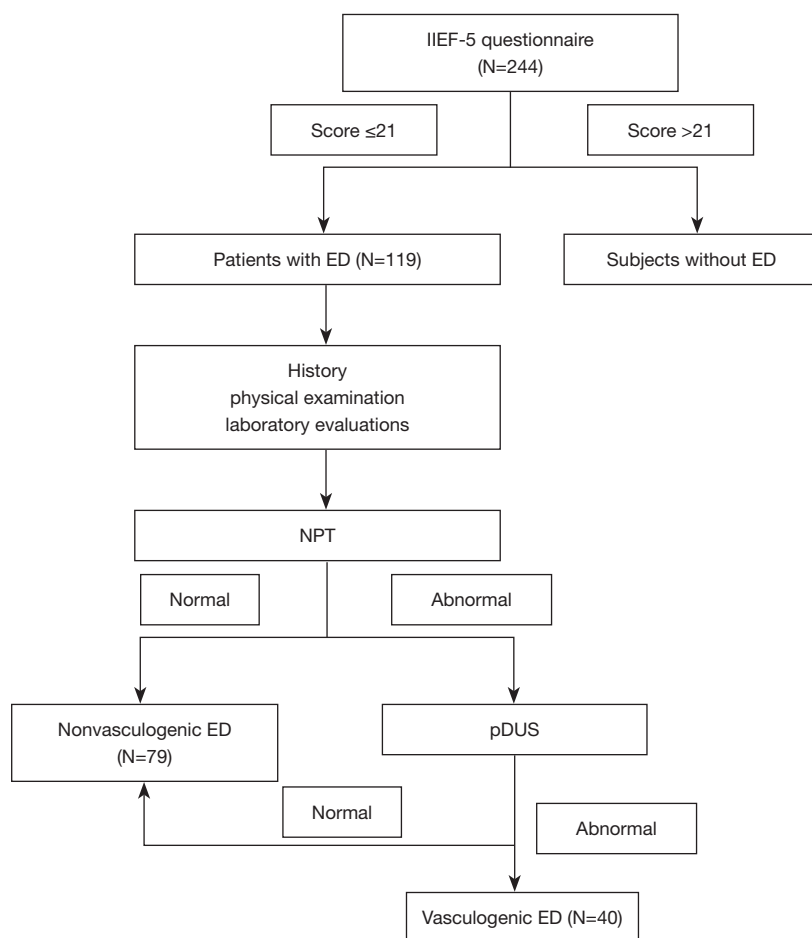 IIEF-5 questionnaire
(N=244)
Score ≤21
Score >21
Patients with ED (N=119)
Subjects without ED
History
physical examination
laboratory evaluations
NPT
Normal
Abnormal
Nonvasculogenic ED
(N=79)
pDUS
Normal
Abnormal
Vasculogenic ED (N=40)